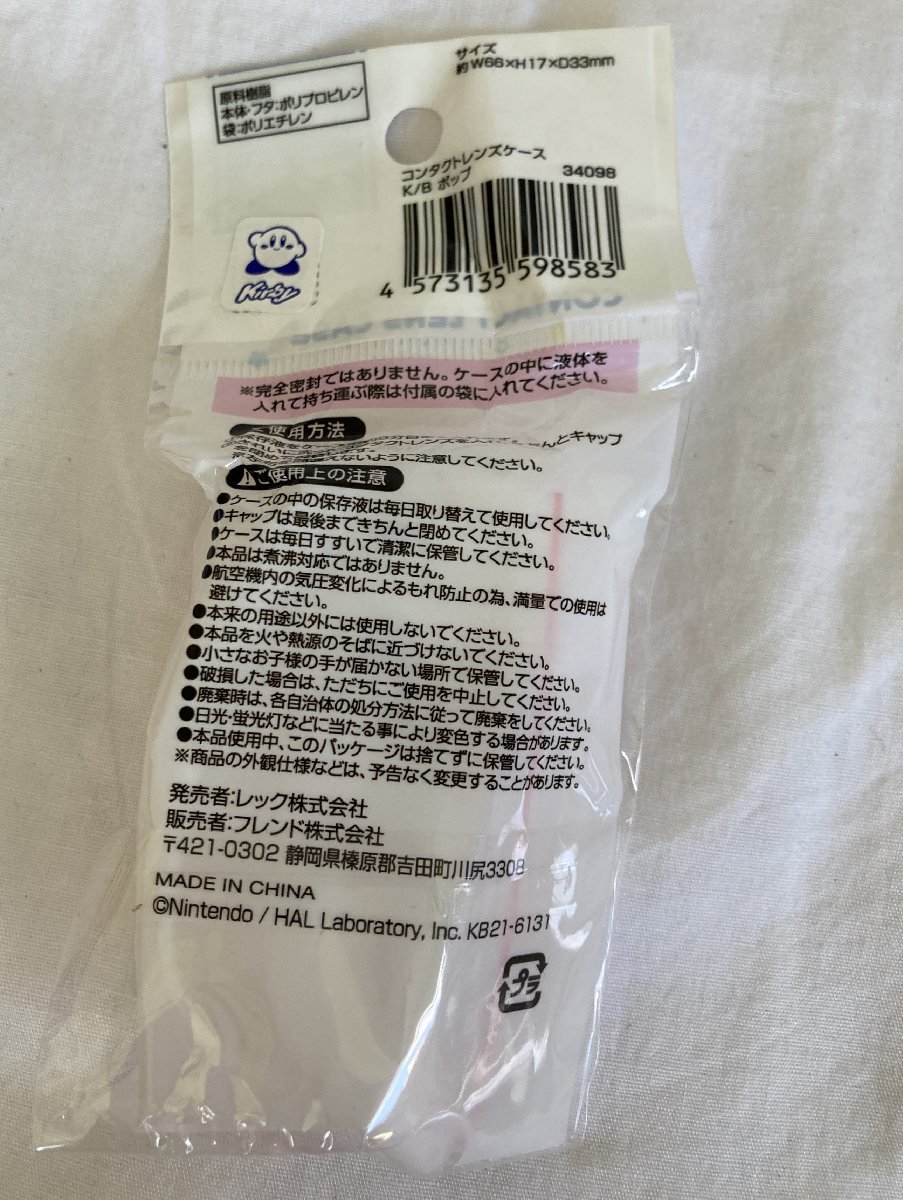 サイズ
約W66×H17×D33mm
原料樹脂
本体・フタ:ポリプロピレン
袋:ポリエチレン
コンタクトレンズケース
K/B ポップ 34098
4 573135 598583
Kirby
※完全密封ではありません。ケースの中に液体を
入れて持ち運ぶ際は付属の袋に入れてください。
使用方法
キャップ
ないように注意してください。
ご使用上の注意
●ケースの中の保存液は毎日取り替えて使用してください。
●キャップは最後まできちんと閉めてください。
●ケースは毎日すすいで清潔に保管してください。
●本品は煮沸対応ではありません。
●航空機内の気圧変化によるもれ防止の為、満量での使用は
避けてください。
●本来の用途以外には使用しないでください。
●本品を火や熱源のそばに近づけないでください。
●小さなお子様の手が届かない場所で保管してください。
●破損した場合は、ただちにご使用を中止してください。
●廃棄時は、各自治体の処分方法に従って廃棄をしてください。
●日光・蛍光灯などに当たる事により変色する場合があります。
●本品使用中、このパッケージは捨てずに保管してください。
※商品の外観仕様などは、予告なく変更することがあります。
発売者:レック株式会社
販売者:フレンド株式会社
〒421-0302 静岡県榛原郡吉田町川尻3308
MADE IN CHINA
©Nintendo / HAL Laboratory, Inc. KB21-6131
プラ